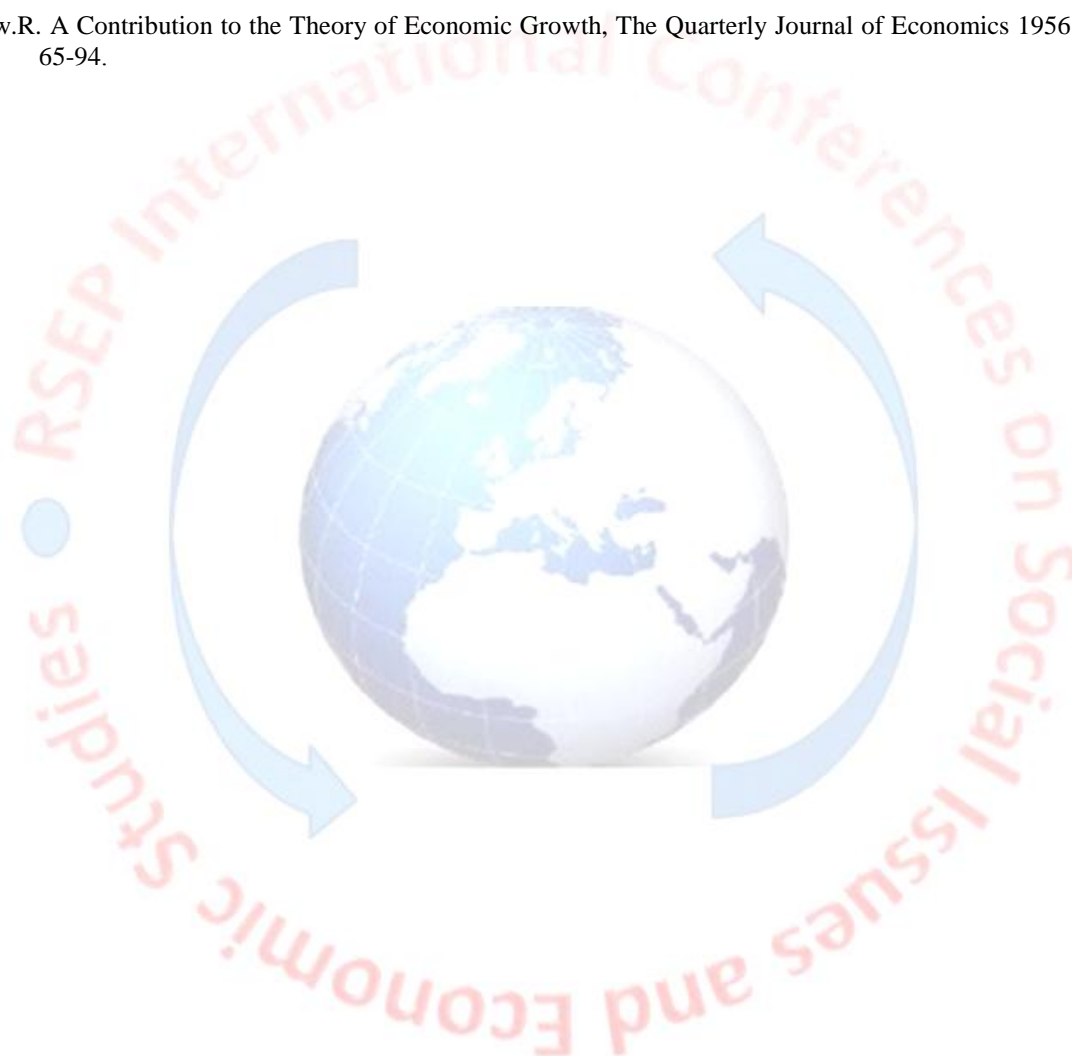 w.R. A Contribution to the Theory of Economic Growth, The Quarterly Journal of Economics 1956
65-94.
RSEP International Conferences on Social Issues and Economic Studies